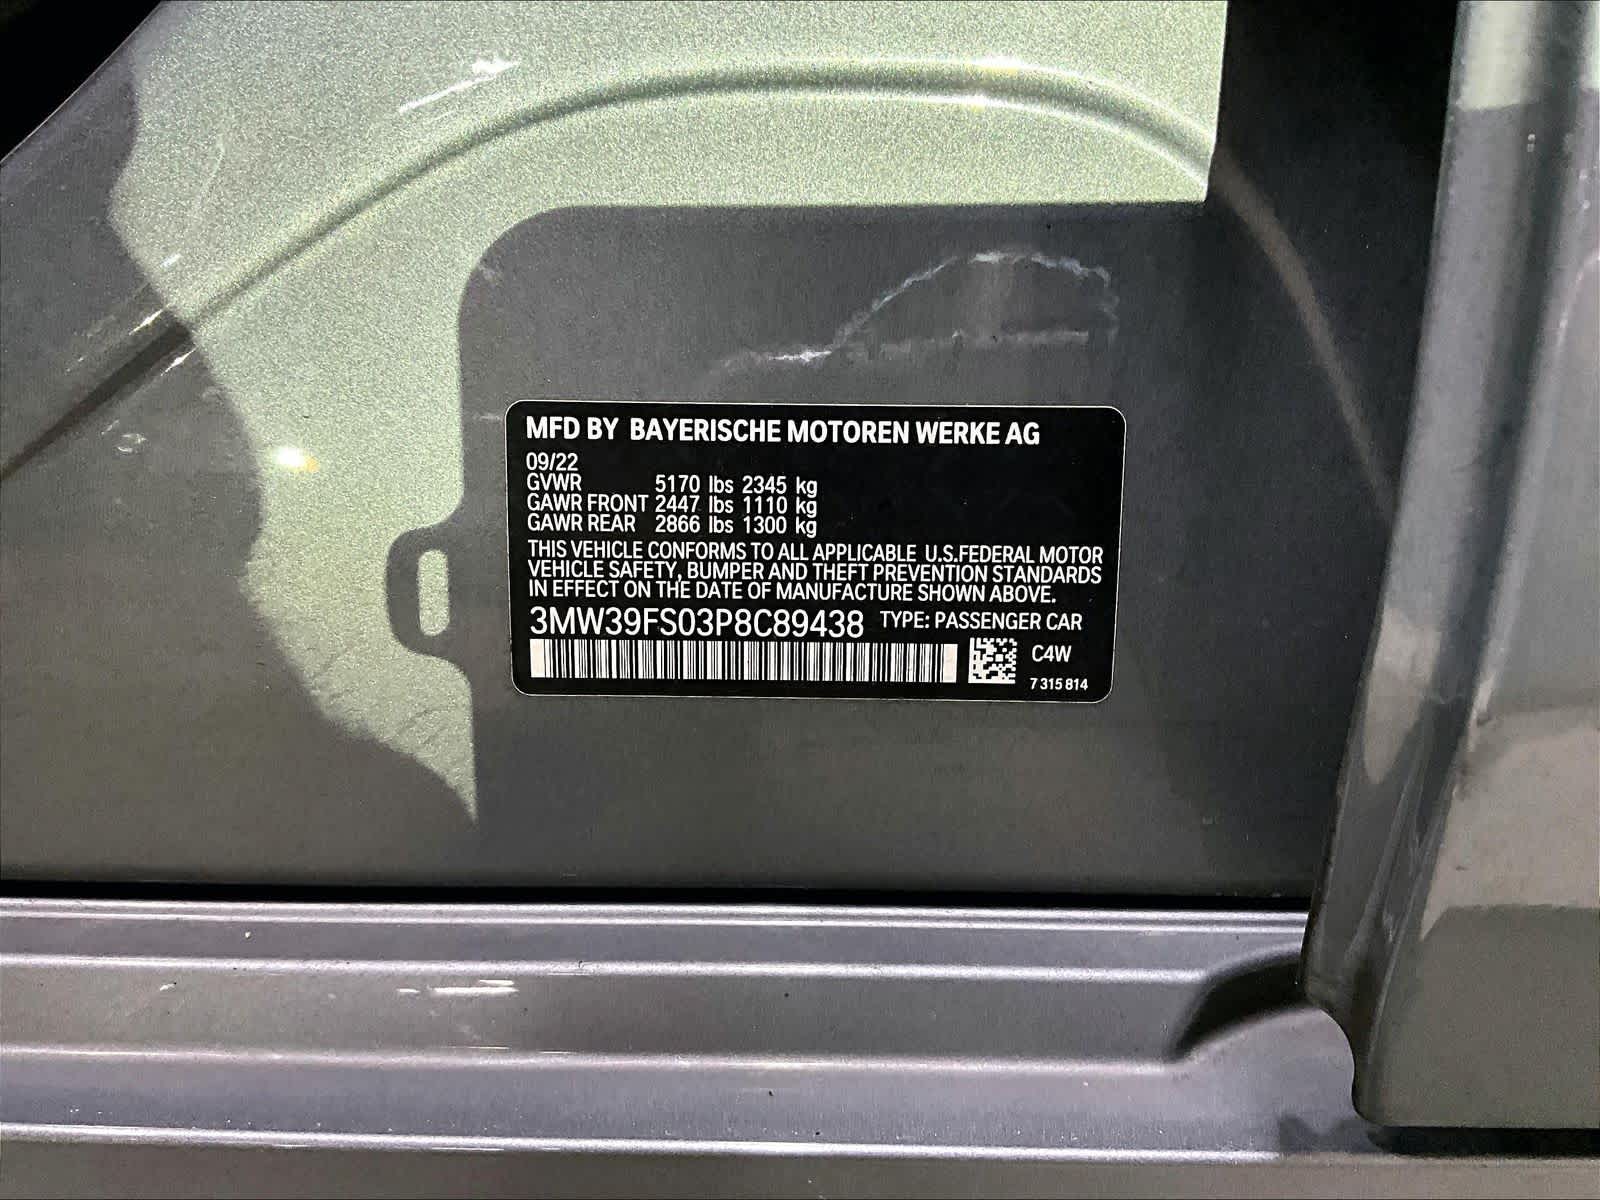 MFD BY BAYERISCHE MOTOREN WERKE AG
09/22
GVWR 5170 lbs 2345 kg
GAWR FRONT 2447 lbs 1110 kg
GAWR REAR 2866 lbs 1300 kg
THIS VEHICLE CONFORMS TO ALL APPLICABLE U.S.FEDERAL MOTOR
VEHICLE SAFETY, BUMPER AND THEFT PREVENTION STANDARDS
IN EFFECT ON THE DATE OF MANUFACTURE SHOWN ABOVE.
3MW39FS03P8C89438 TYPE: PASSENGER CAR
C4W
7 315 814